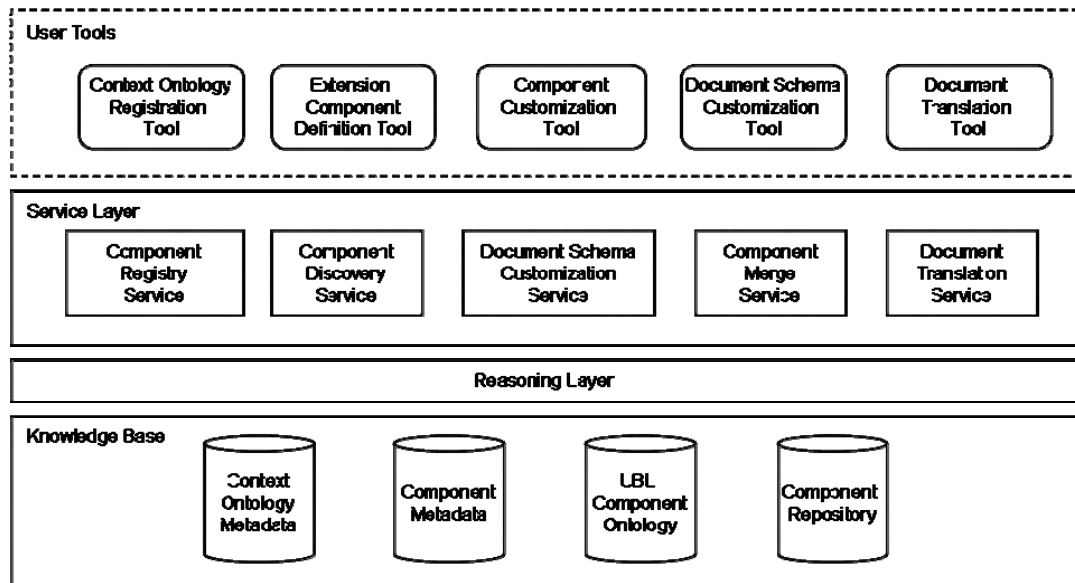 User Tools
Context Ontology
Registration
Tool
Extension
Component
Definition Tool
Component
Customization
Tool
Document Schema
Customization
Tool
Document
Translation
Tool
Service Layer
Component
Registry
Service
Component
Discovery
Service
Document Schema
Customization
Service
Component
Merge
Service
Document
Translation
Service
Reasoning Layer
Knowledge Base
Context
Ontology
Metadata
Component
Metadata
UBL
Component
Ontology
Component
Repository